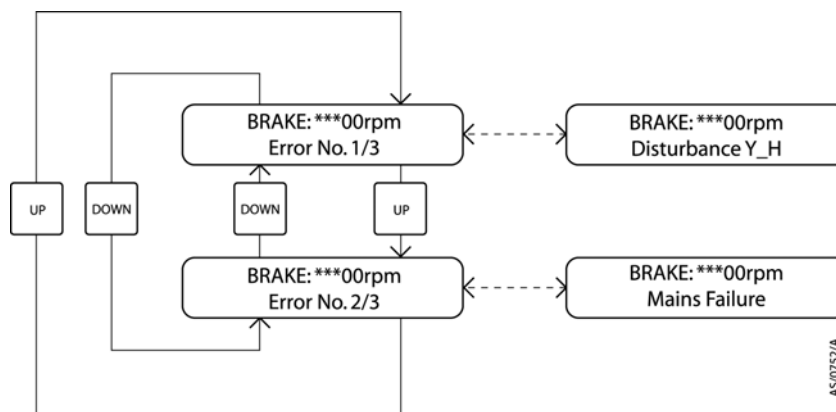 BRAKE: ***00rpm
Error No. 1/3
BRAKE: ***00rpm
Disturbance Y_H
UP
DOWN
DOWN
UP
BRAKE: ***00rpm
Error No. 2/3
BRAKE: ***00rpm
Mains Failure
AS/0752/A